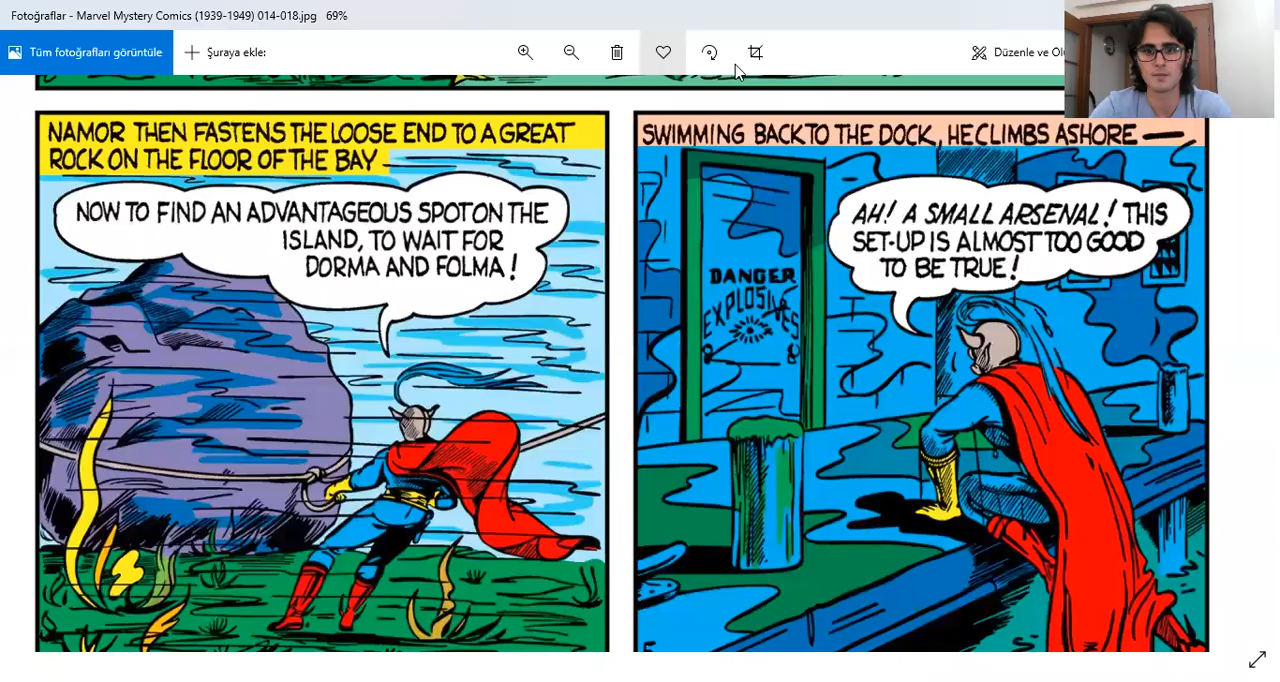 Fotoğraflar - Marvel Mystery Comics (1939-1949) 014-018.jpg 69%
Tüm fotoğrafları görüntüle
Şuraya ekle:
Düzenle ve Ol
NAMOR THEN FASTENS THE LOOSE END TO A GREAT
ROCK ON THE FLOOR OF THE BAY —
NOW TO FIND AN ADVANTAGEOUS SPOT ON THE
ISLAND, TO WAIT FOR
DORMA AND FOLMA!
SWIMMING BACK TO THE DOCK, HE CLIMBS ASHORE —
AH! A SMALL ARSENAL! THIS
SET-UP IS ALMOST TOO GOOD
TO BE TRUE!
DANGER
EXPLOSIVES